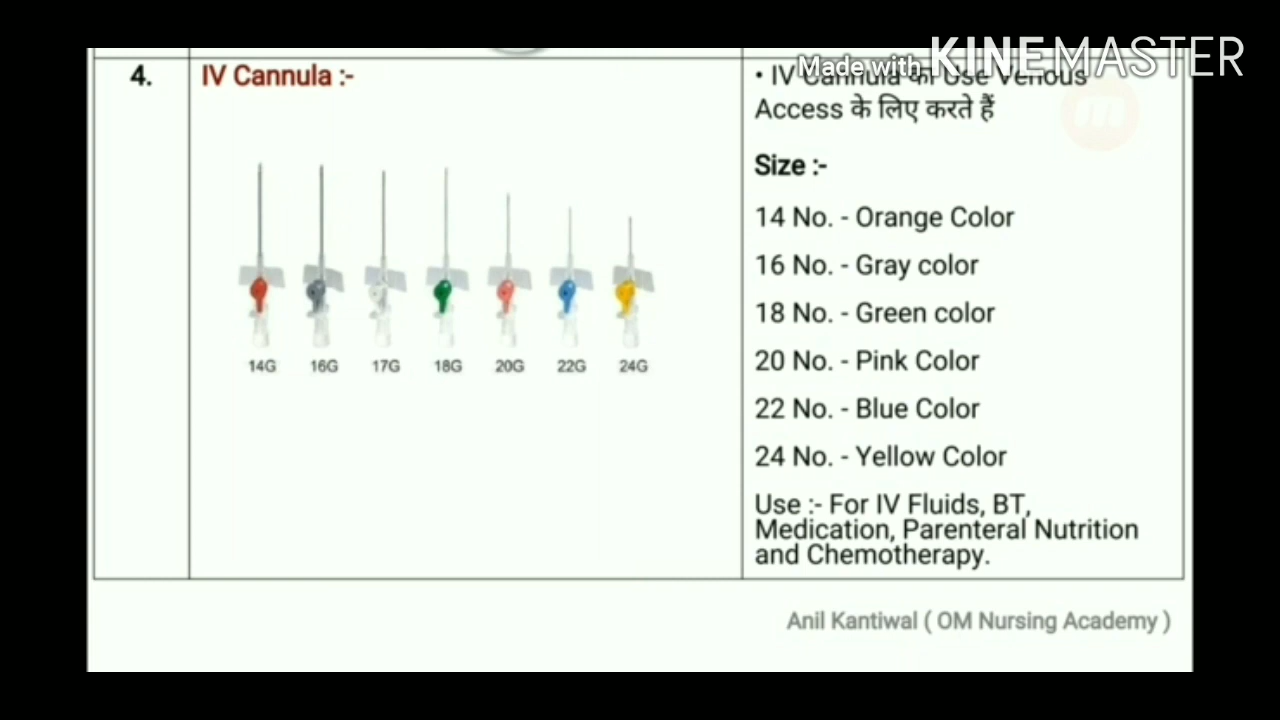 Made with KINEMASTER
4.
IV Cannula :-
• IV Cannula का Use Venous
Access के लिए करते हैं
Size :-
14 No. - Orange Color
16 No. - Gray color
18 No. - Green color
20 No. - Pink Color
22 No. - Blue Color
24 No. - Yellow Color
Use :- For IV Fluids, BT,
Medication, Parenteral Nutrition
and Chemotherapy.
14G 16G 17G 18G 20G 22G 24G
Anil Kantiwal ( OM Nursing Academy )